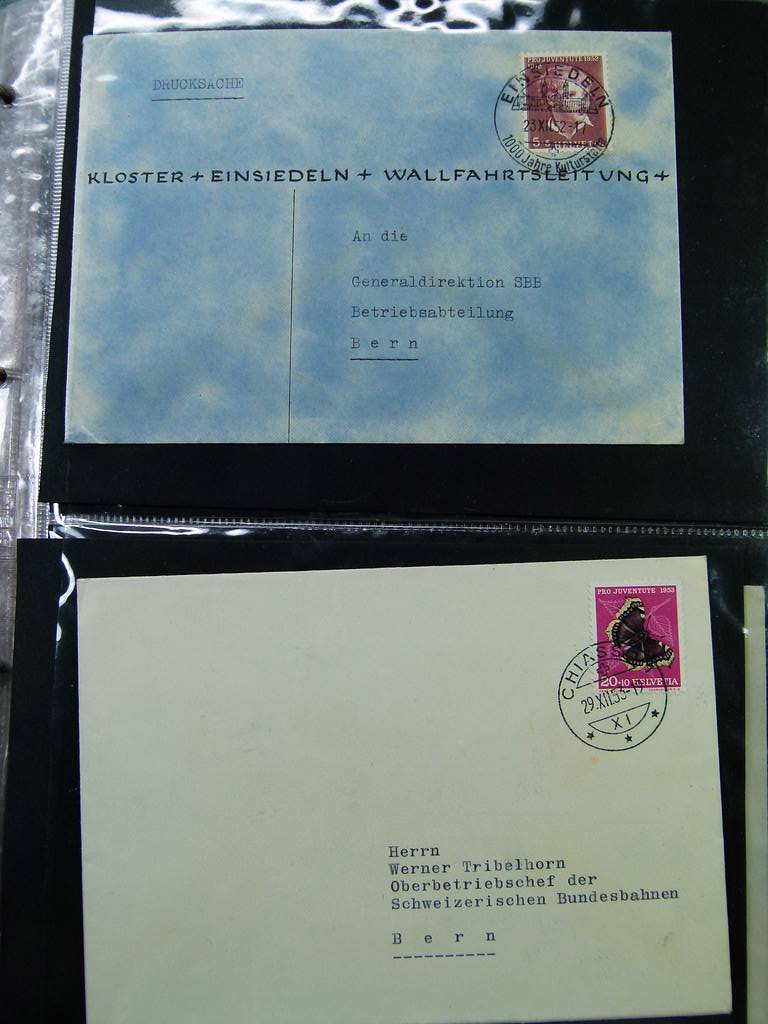 DRUCKSACHE
PRO JUVENTUTE 1952
EINSIEDELN
23.XII.52-17
1000 Jahre Kulturstätte
KLOSTER + EINSIEDELN + WALLFAHRTSLEITUNG +
An die
Generaldirektion SBB
Betriebsabteilung
Bern
PRO JUVENTUTE 1953
20+10 HELVETIA
CHIASSO
29.XII.53-17
XI
Herrn
Werner Tribelhorn
Oberbetriebschef der
Schweizerischen Bundesbahnen
Bern